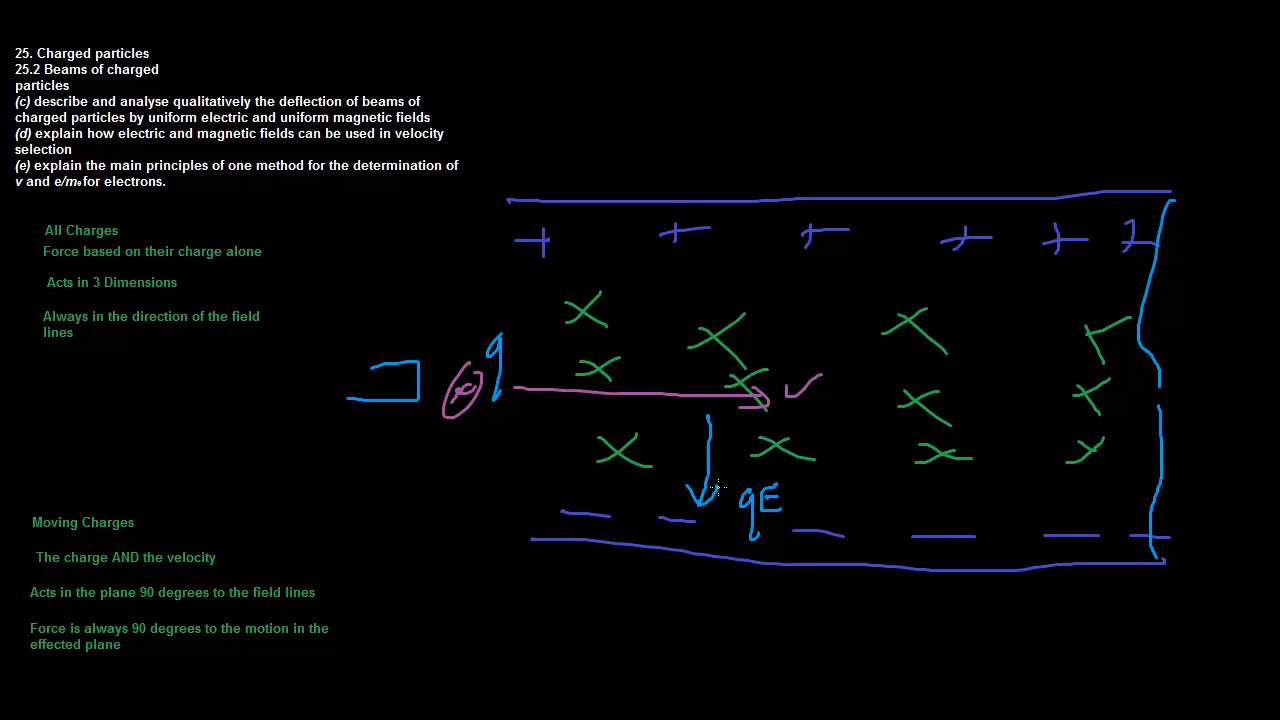 25. Charged particles
25.2 Beams of charged
particles
(c) describe and analyse qualitatively the deflection of beams of
charged particles by uniform electric and uniform magnetic fields
(d) explain how electric and magnetic fields can be used in velocity
selection
(e) explain the main principles of one method for the determination of
v and e/mₑ for electrons.
All Charges
Force based on their charge alone
Acts in 3 Dimensions
Always in the direction of the field
lines
q
v
qE
Moving Charges
The charge AND the velocity
Acts in the plane 90 degrees to the field lines
Force is always 90 degrees to the motion in the
effected plane